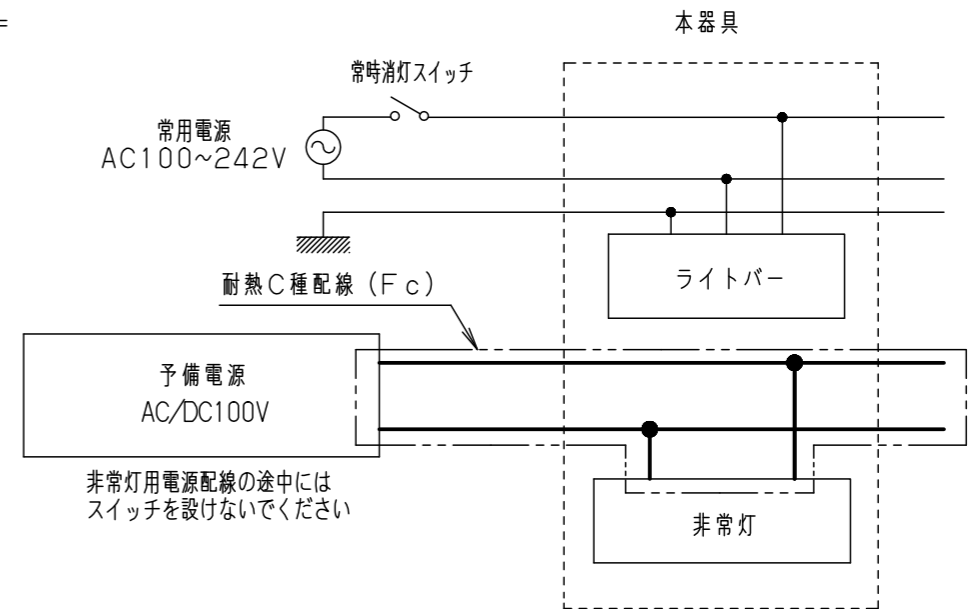 =
本器具
常時消灯スイッチ
常用電源
AC100~242V
耐熱C種配線(Fc)
ライトバー
予備電源
AC/DC100V
非常灯用電源配線の途中には
スイッチを設けないでください
非常灯